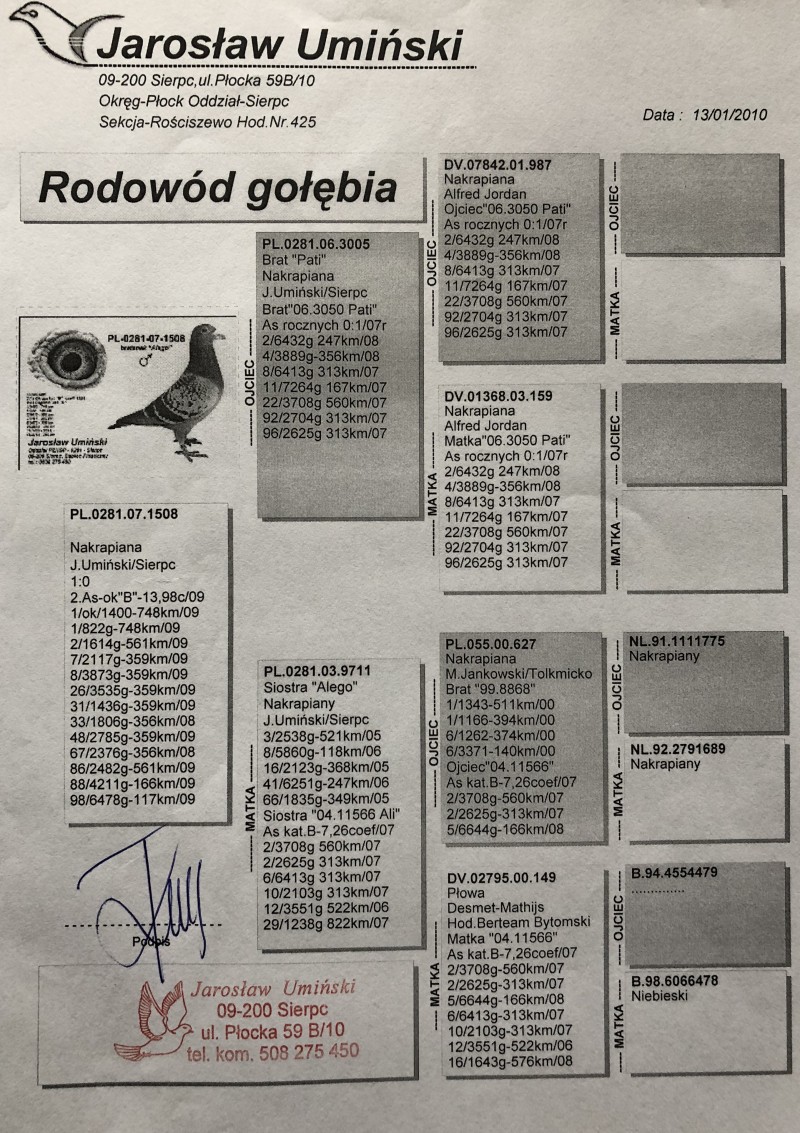 Jarosław Umiński
09-200 Sierpc,ul.Płocka 59B/10
Okręg-Płock Oddział-Sierpc
Sekcja-Rościszewo Hod.Nr.425
Data : 13/01/2010
Rodowód gołębia
PL-0281-07-1508
bratanek "Alego"
Jarosław Umiński
PL.0281.07.1508
Nakrapiana
J.Umiński/Sierpc
1:0
2.As-ok"B"-13,98c/09
1/ok/1400-748km/09
1/822g-748km/09
2/1614g-561km/09
7/2117g-359km/09
8/3873g-359km/09
26/3535g-359km/09
31/1436g-359km/09
33/1806g-356km/08
48/2785g-359km/09
67/2376g-356km/08
86/2482g-561km/09
88/4211g-166km/09
98/6478g-117km/09
Podpis
Jarosław Umiński
09-200 Sierpc
ul. Płocka 59 B/10
tel. kom. 508 275 450
OJCIEC
PL.0281.06.3005
Brat "Pati"
Nakrapiana
J.Umiński/Sierpc
Brat"06.3050 Pati"
As rocznych 0:1/07r
2/6432g 247km/08
4/3889g-356km/08
8/6413g 313km/07
11/7264g 167km/07
22/3708g 560km/07
92/2704g 313km/07
96/2625g 313km/07
MATKA
PL.0281.03.9711
Siostra "Alego"
Nakrapiany
J.Umiński/Sierpc
3/2538g-521km/05
8/5860g-118km/06
16/2123g-368km/05
41/6251g-247km/06
66/1835g-349km/05
Siostra "04.11566 Ali"
As kat.B-7,26coef/07
2/3708g 560km/07
2/2625g 313km/07
6/6413g 313km/07
10/2103g 313km/07
12/3551g 522km/06
29/1238g 822km/07
OJCIEC
DV.07842.01.987
Nakrapiana
Alfred Jordan
Ojciec"06.3050 Pati"
As rocznych 0:1/07r
2/6432g 247km/08
4/3889g-356km/08
8/6413g 313km/07
11/7264g 167km/07
22/3708g 560km/07
92/2704g 313km/07
96/2625g 313km/07
MATKA
DV.01368.03.159
Nakrapiana
Alfred Jordan
Matka"06.3050 Pati"
As rocznych 0:1/07r
2/6432g 247km/08
4/3889g-356km/08
8/6413g 313km/07
11/7264g 167km/07
22/3708g 560km/07
92/2704g 313km/07
96/2625g 313km/07
OJCIEC
PL.055.00.627
Nakrapiana
M.Jankowski/Tolkmicko
Brat "99.8868"
1/1343-511km/00
1/1166-394km/00
6/1262-374km/00
6/3371-140km/00
Ojciec"04.11566"
As kat.B-7,26coef/07
2/3708g-560km/07
2/2625g-313km/07
5/6644g-166km/08
MATKA
DV.02795.00.149
Płowa
Desmet-Mathijs
Hod.Berteam Bytomski
Matka "04.11566"
As kat.B-7,26coef/07
2/3708g-560km/07
2/2625g-313km/07
5/6644g-166km/08
6/6413g-313km/07
10/2103g-313km/07
12/3551g-522km/06
16/1643g-576km/08
OJCIEC
MATKA
OJCIEC
MATKA
OJCIEC
NL.91.1111775
Nakrapiany
MATKA
NL.92.2791689
Nakrapiany
OJCIEC
B.94.4554479
..............
MATKA
B.98.6066478
Niebieski